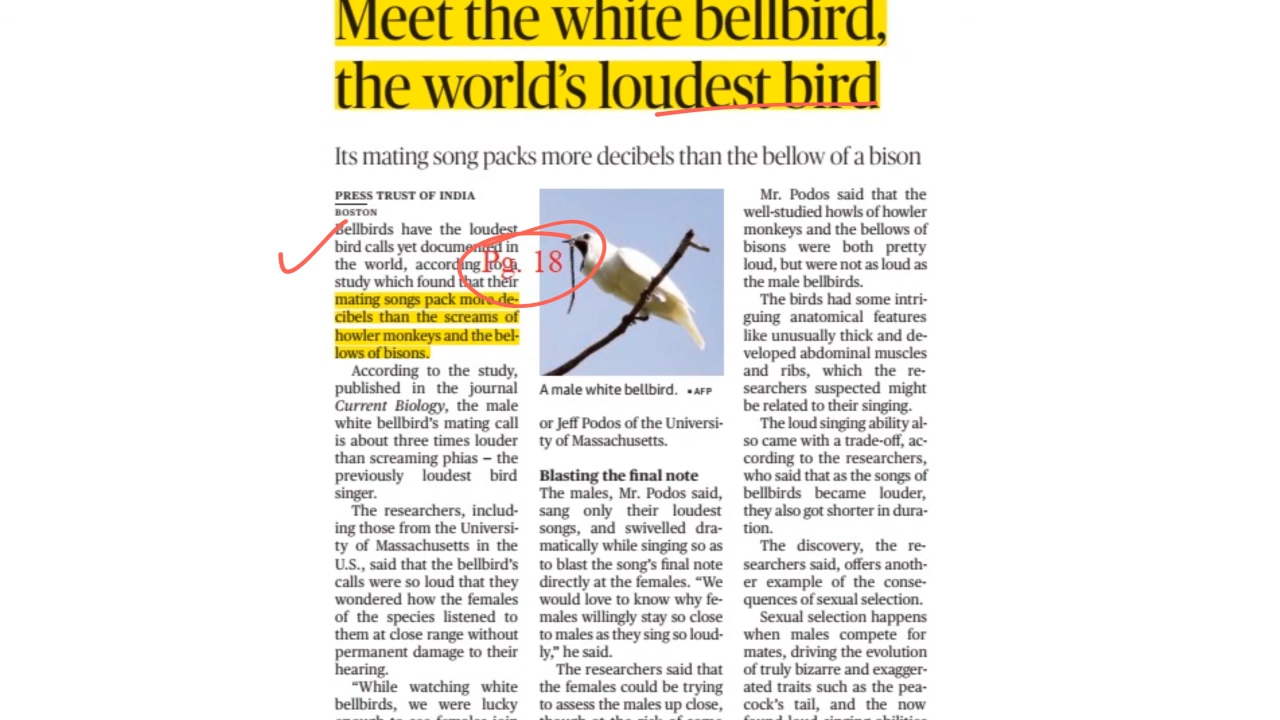 Meet the white bellbird,
the world's loudest bird
Its mating song packs more decibels than the bellow of a bison
PRESS TRUST OF INDIA
BOSTON
Bellbirds have the loudest
bird calls yet documented in
the world, according to a
study which found that their
mating songs pack more de-
cibels than the screams of
howler monkeys and the bel-
lows of bisons.
According to the study,
published in the journal
Current Biology, the male
white bellbird's mating call
is about three times louder
than screaming phias – the
previously loudest bird
singer.
The researchers, includ-
ing those from the Universi-
ty of Massachusetts in the
U.S., said that the bellbird's
calls were so loud that they
wondered how the females
of the species listened to
them at close range without
permanent damage to their
hearing.
"While watching white
bellbirds, we were lucky
enough to see females join
Pg. 18
A male white bellbird. ▪AFP
or Jeff Podos of the Universi-
ty of Massachusetts.
Blasting the final note
The males, Mr. Podos said,
sang only their loudest
songs, and swivelled dra-
matically while singing so as
to blast the song's final note
directly at the females. "We
would love to know why fe-
males willingly stay so close
to males as they sing so loud-
ly," he said.
The researchers said that
the females could be trying
to assess the males up close,
though at the risk of some
Mr. Podos said that the
well-studied howls of howler
monkeys and the bellows of
bisons were both pretty
loud, but were not as loud as
the male bellbirds.
The birds had some intri-
guing anatomical features
like unusually thick and de-
veloped abdominal muscles
and ribs, which the re-
searchers suspected might
be related to their singing.
The loud singing ability al-
so came with a trade-off, ac-
cording to the researchers,
who said that as the songs of
bellbirds became louder,
they also got shorter in dura-
tion.
The discovery, the re-
searchers said, offers anoth-
er example of the conse-
quences of sexual selection.
Sexual selection happens
when males compete for
mates, driving the evolution
of truly bizarre and exagger-
ated traits such as the pea-
cock's tail, and the now
found loud singing abilities